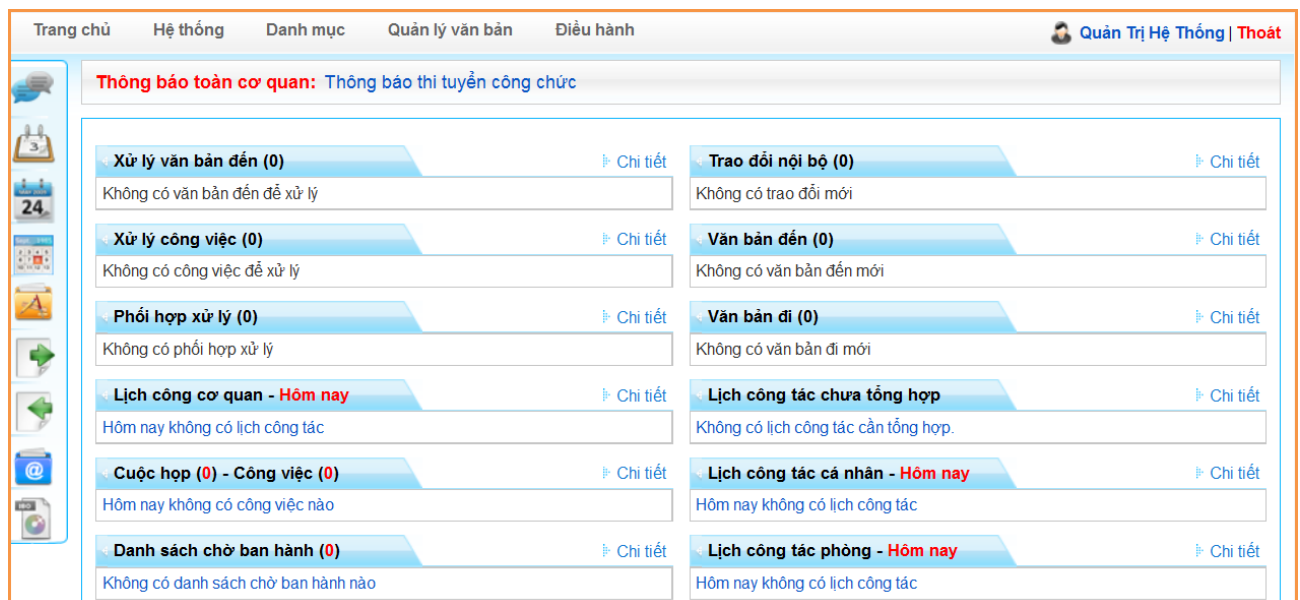 Trang chủ Hệ thống Danh mục Quản lý văn bản Điều hành Quản Trị Hệ Thống | Thoát
Thông báo toàn cơ quan: Thông báo thi tuyển công chức
Xử lý văn bản đến (0) Chi tiết
Không có văn bản đến để xử lý
Trao đổi nội bộ (0) Chi tiết
Không có trao đổi mới
Xử lý công việc (0) Chi tiết
Không có công việc để xử lý
Văn bản đến (0) Chi tiết
Không có văn bản đến mới
Phối hợp xử lý (0) Chi tiết
Không có phối hợp xử lý
Văn bản đi (0) Chi tiết
Không có văn bản đi mới
Lịch công cơ quan - Hôm nay Chi tiết
Hôm nay không có lịch công tác
Lịch công tác chưa tổng hợp Chi tiết
Không có lịch công tác cần tổng hợp.
Cuộc họp (0) - Công việc (0) Chi tiết
Hôm nay không có công việc nào
Lịch công tác cá nhân - Hôm nay Chi tiết
Hôm nay không có lịch công tác
Danh sách chờ ban hành (0) Chi tiết
Không có danh sách chờ ban hành nào
Lịch công tác phòng - Hôm nay Chi tiết
Hôm nay không có lịch công tác
3
24
@